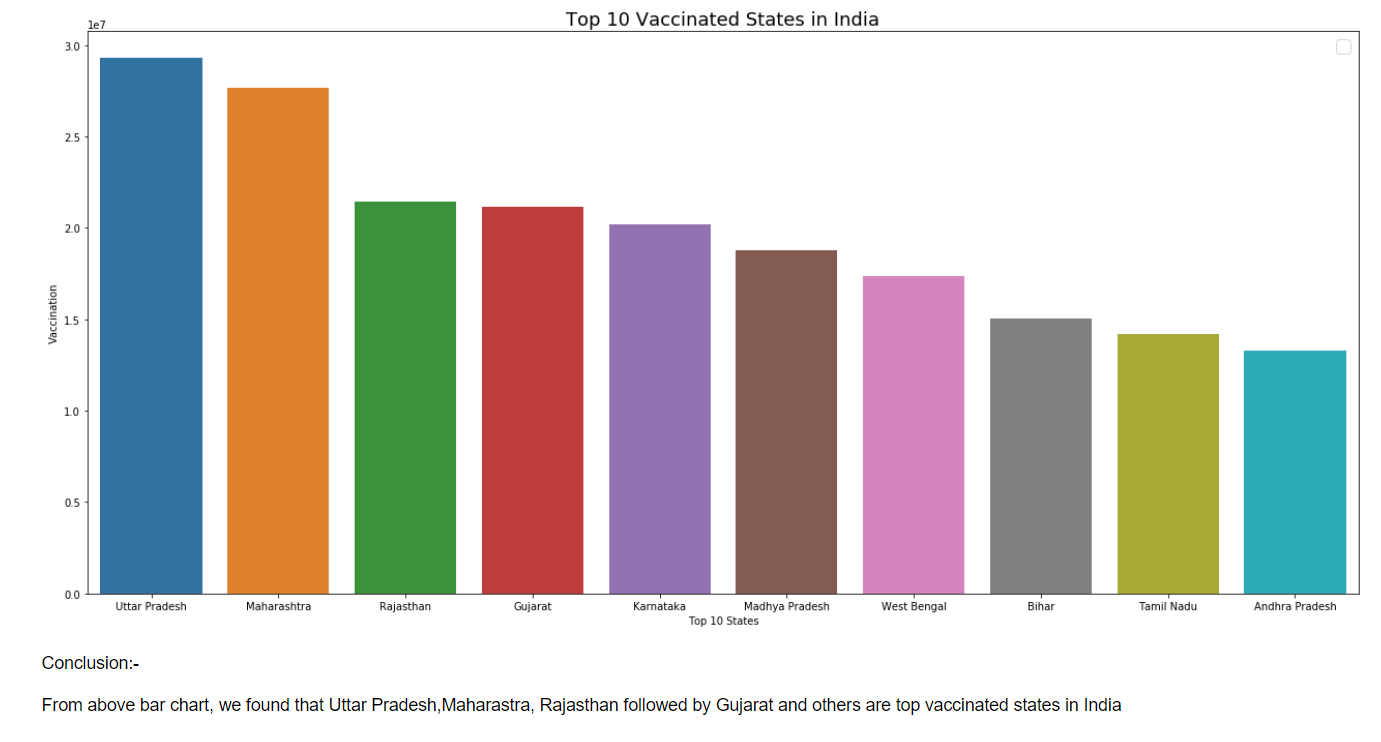 Top 10 Vaccinated States in India
1e7
3.0
2.5
2.0
1.5
1.0
0.5
0.0
Vaccination
Uttar Pradesh Maharashtra Rajasthan Gujarat Karnataka Madhya Pradesh West Bengal Bihar Tamil Nadu Andhra Pradesh
Top 10 States
Conclusion:-
From above bar chart, we found that Uttar Pradesh,Maharastra, Rajasthan followed by Gujarat and others are top vaccinated states in India